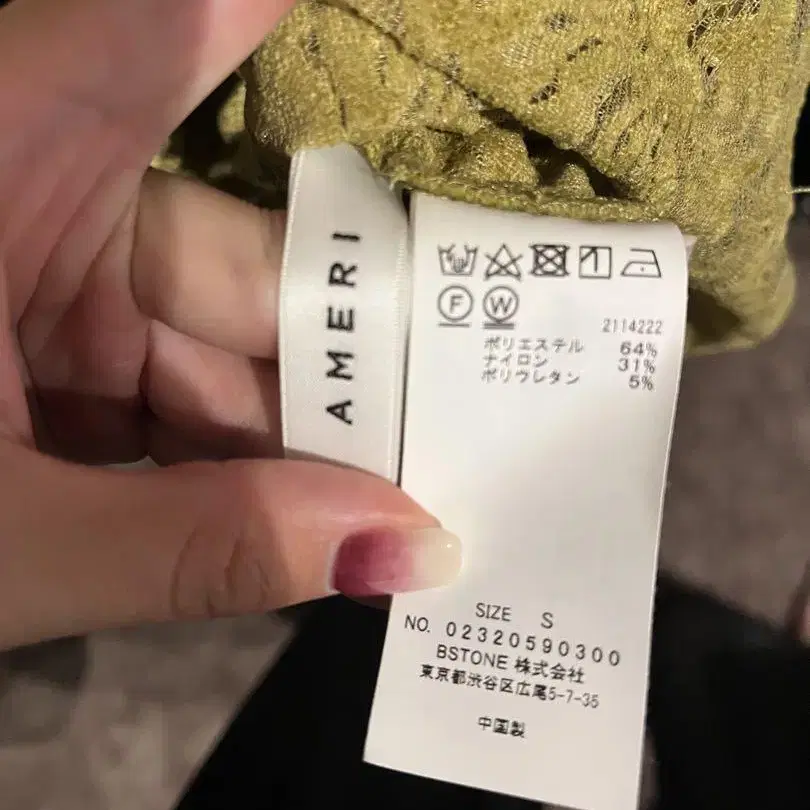 AMERI
F W
2114222
ポリエステル 64%
ナイロン 31%
ポリウレタン 5%
SIZE S
NO. 02320590300
BSTONE 株式会社
東京都渋谷区広尾5-7-35
中国製